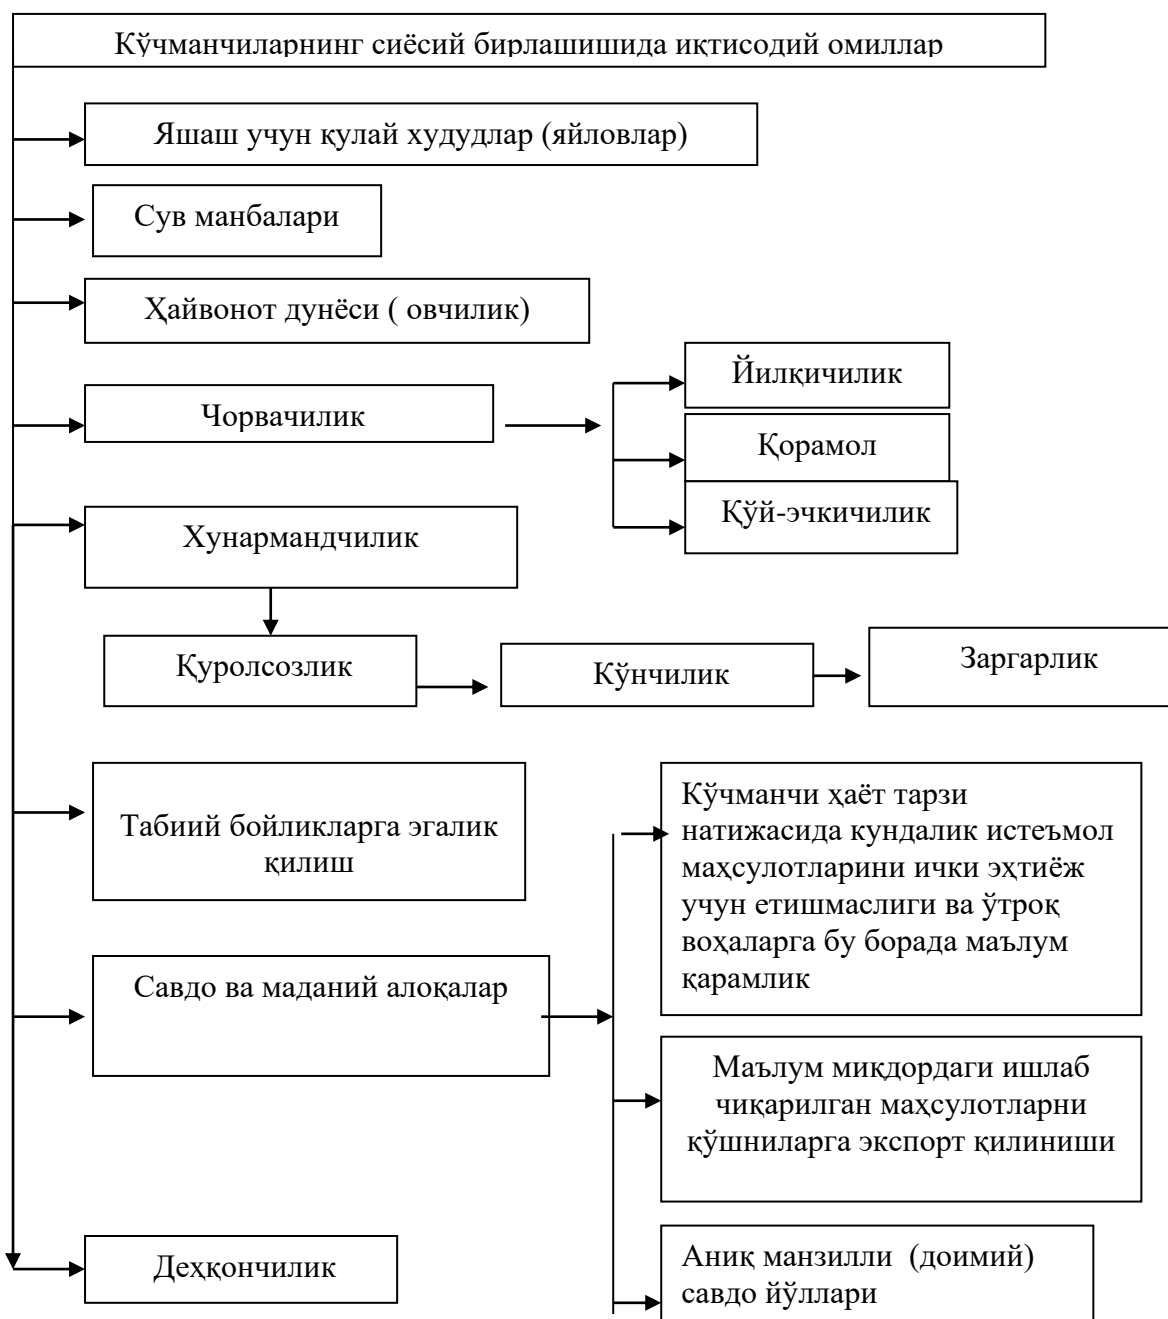 Кўчманчиларнинг сиёсий бирлашишида иқтисодий омиллар
Яшаш учун қулай худудлар (яйловлар)
Сув манбалари
Ҳайвонот дунёси ( овчилик)
Чорвачилик
Йилқичилик
Қорамол
Қўй-эчкичилик
Хунармандчилик
Қуролсозлик
Кўнчилик
Заргарлик
Табиий бойликларга эгалик
қилиш
Савдо ва маданий алоқалар
Кўчманчи ҳаёт тарзи
натижасида кундалик истеъмол
маҳсулотларини ички эҳтиёж
учун етишмаслиги ва ўтроқ
воҳаларга бу борада маълум
қарамлик
Маълум миқдордаги ишлаб
чиқарилган маҳсулотларни
қўшниларга экспорт қилиниши
Аниқ манзилли (доимий)
савдо йўллари
Деҳқончилик